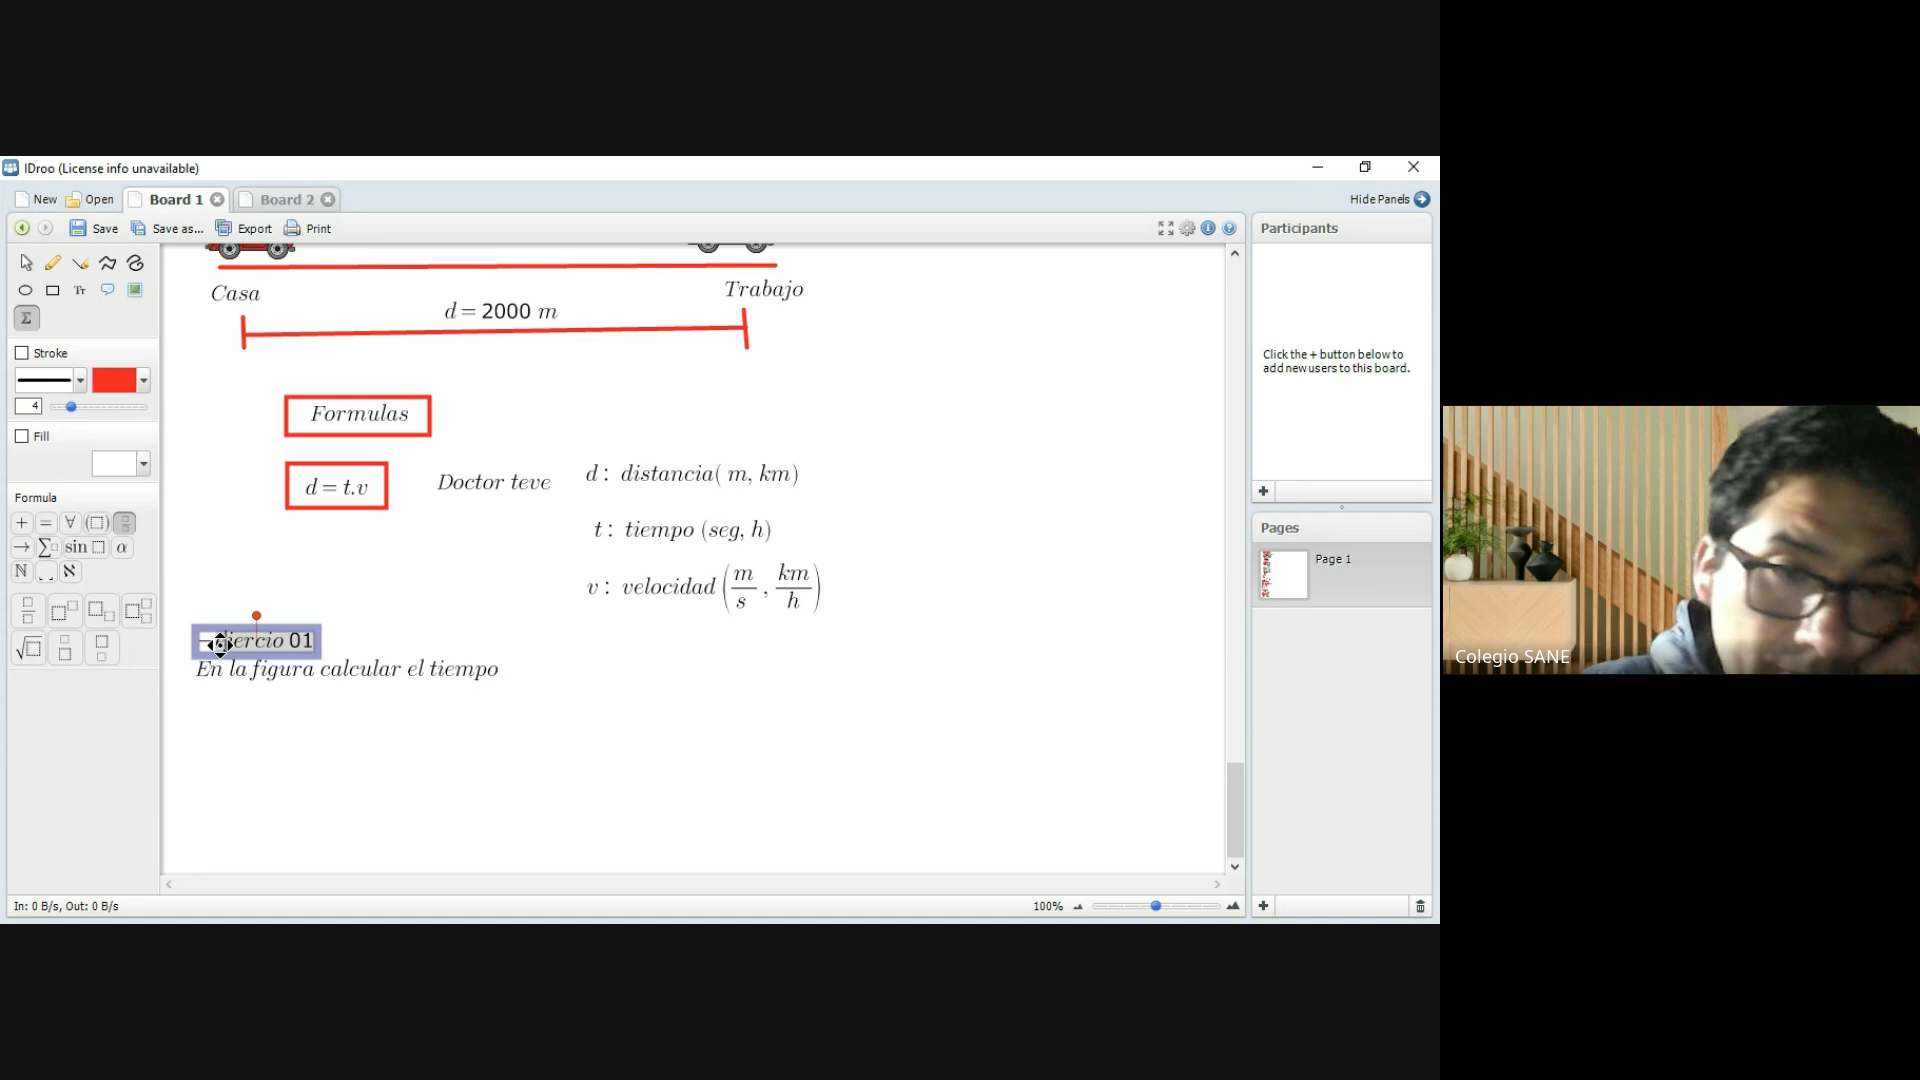 IDroo (License info unavailable)
New Open Board 1 Board 2 Hide Panels
Save Save as... Export Print
Participants
Casa
Trabajo
d = 2000 m
Stroke
4
Fill
Formula
+ = ∀ (□)
→ Σ□ sin □ α
ℕ ℵ
√□
Formulas
d = t.v
Doctor teve
d : distancia( m, km)
t : tiempo (seg, h)
v : velocidad (m/s , km/h)
ercio 01
En la figura calcular el tiempo
Click the + button below to
add new users to this board.
Pages
Page 1
Colegio SANE
In: 0 B/s, Out: 0 B/s
100%